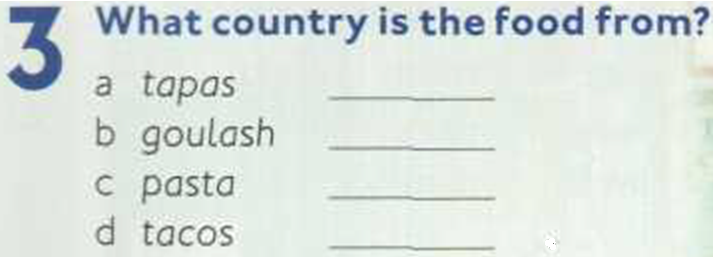 3 What country is the food from?
a tapas
b goulash
c pasta
d tacos